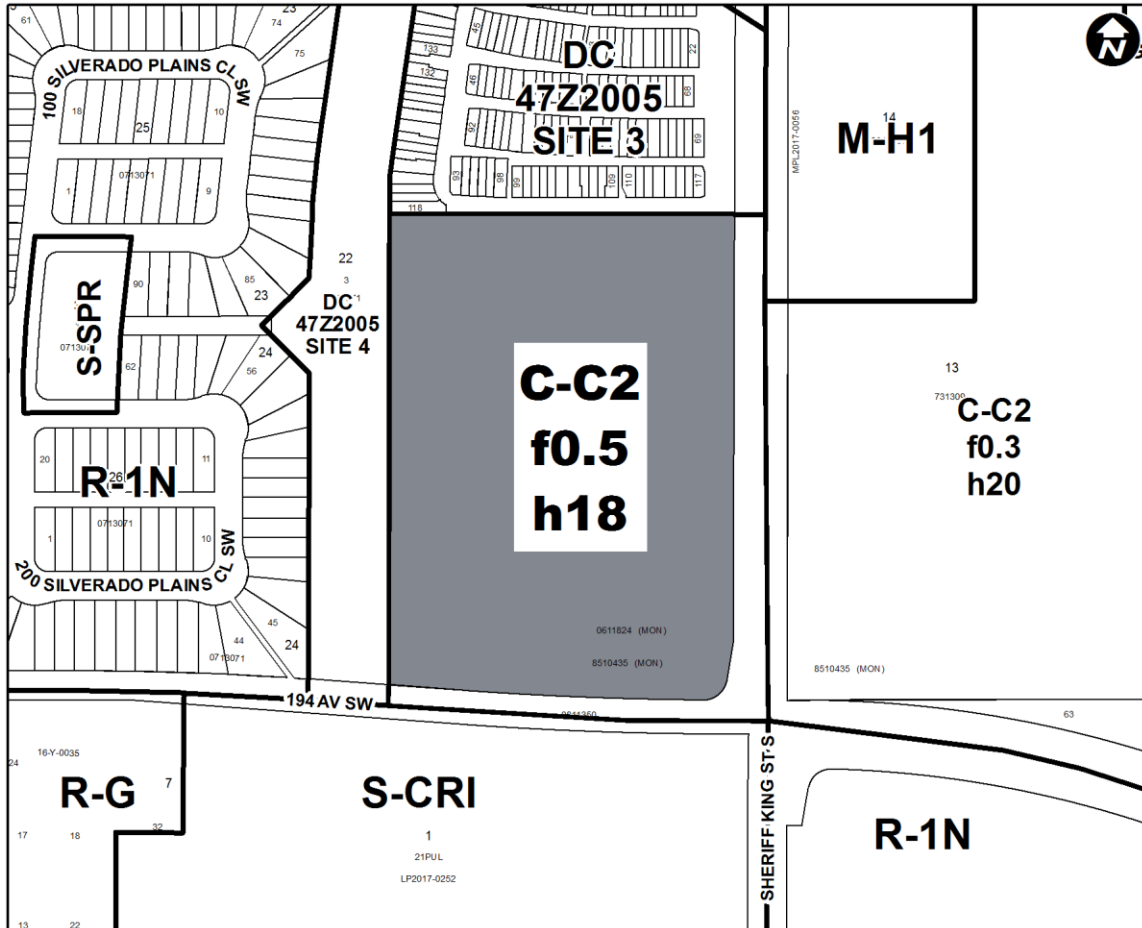 61
23
74
75
100 SILVERADO PLAINS CL SW
18
25
10
1
0713071
9
133
132
45
22
46
68
92
69
93
98
99
109
110
117
118
DC
47Z2005
SITE 3
MPL2017-0056
14
M-H1
N
S-SPR
90
62
85
23
24
56
22
3
DC
47Z2005
SITE 4
C-C2
f0.5
h18
13
C-C2
f0.3
h20
20
11
R-1N
26
0713071
1
10
200 SILVERADO PLAINS CL SW
45
44
24
0713071
0611824 (MON)
8510435 (MON)
8510435 (MON)
194 AV SW
63
16-Y-0035
24
R-G
7
32
17
18
13
22
S-CRI
1
21PUL
LP2017-0252
SHERIFF KING ST S
R-1N